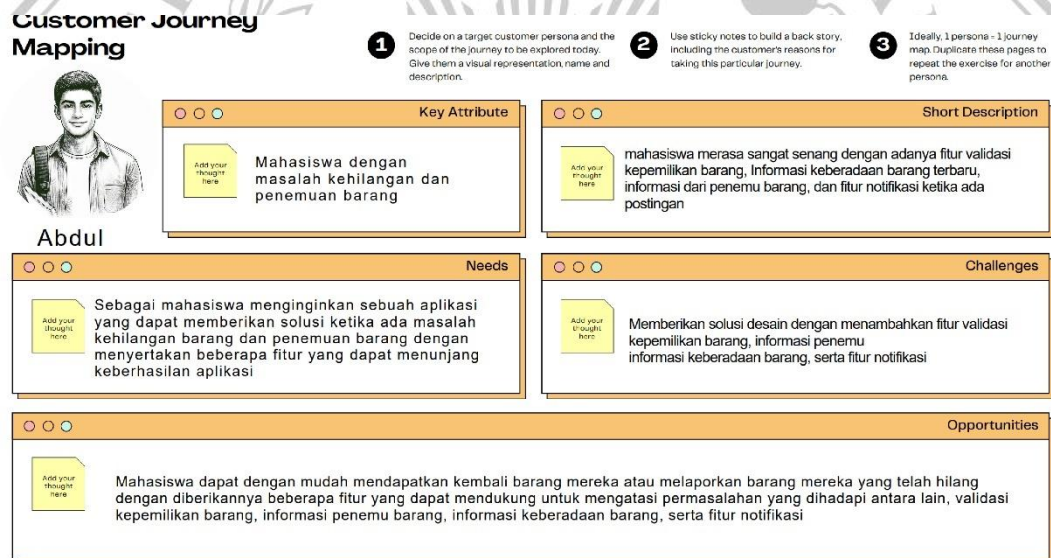 Customer Journey
Mapping
1
Decide on a target customer persona and the
scope of the journey to be explored today.
Give them a visual representation, name and
description.
2
Use sticky notes to build a back story,
including the customer's reasons for
taking this particular journey.
3
Ideally, 1 persona - 1 journey
map. Duplicate these pages to
repeat the exercise for another
persona.
Abdul
Key Attribute
Add your
thought
here
Mahasiswa dengan
masalah kehilangan dan
penemuan barang
Short Description
Add your
thought
here
mahasiswa merasa sangat senang dengan adanya fitur validasi
kepemilikan barang, Informasi keberadaan barang terbaru,
informasi dari penemu barang, dan fitur notifikasi ketika ada
postingan
Needs
Add your
thought
here
Sebagai mahasiswa menginginkan sebuah aplikasi
yang dapat memberikan solusi ketika ada masalah
kehilangan barang dan penemuan barang dengan
menyertakan beberapa fitur yang dapat menunjang
keberhasilan aplikasi
Challenges
Add your
thought
here
Memberikan solusi desain dengan menambahkan fitur validasi
kepemilikan barang, informasi penemu
informasi keberadaan barang, serta fitur notifikasi
Opportunities
Add your
thought
here
Mahasiswa dapat dengan mudah mendapatkan kembali barang mereka atau melaporkan barang mereka yang telah hilang
dengan diberikannya beberapa fitur yang dapat mendukung untuk mengatasi permasalahan yang dihadapi antara lain, validasi
kepemilikan barang, informasi penemu barang, informasi keberadaan barang, serta fitur notifikasi